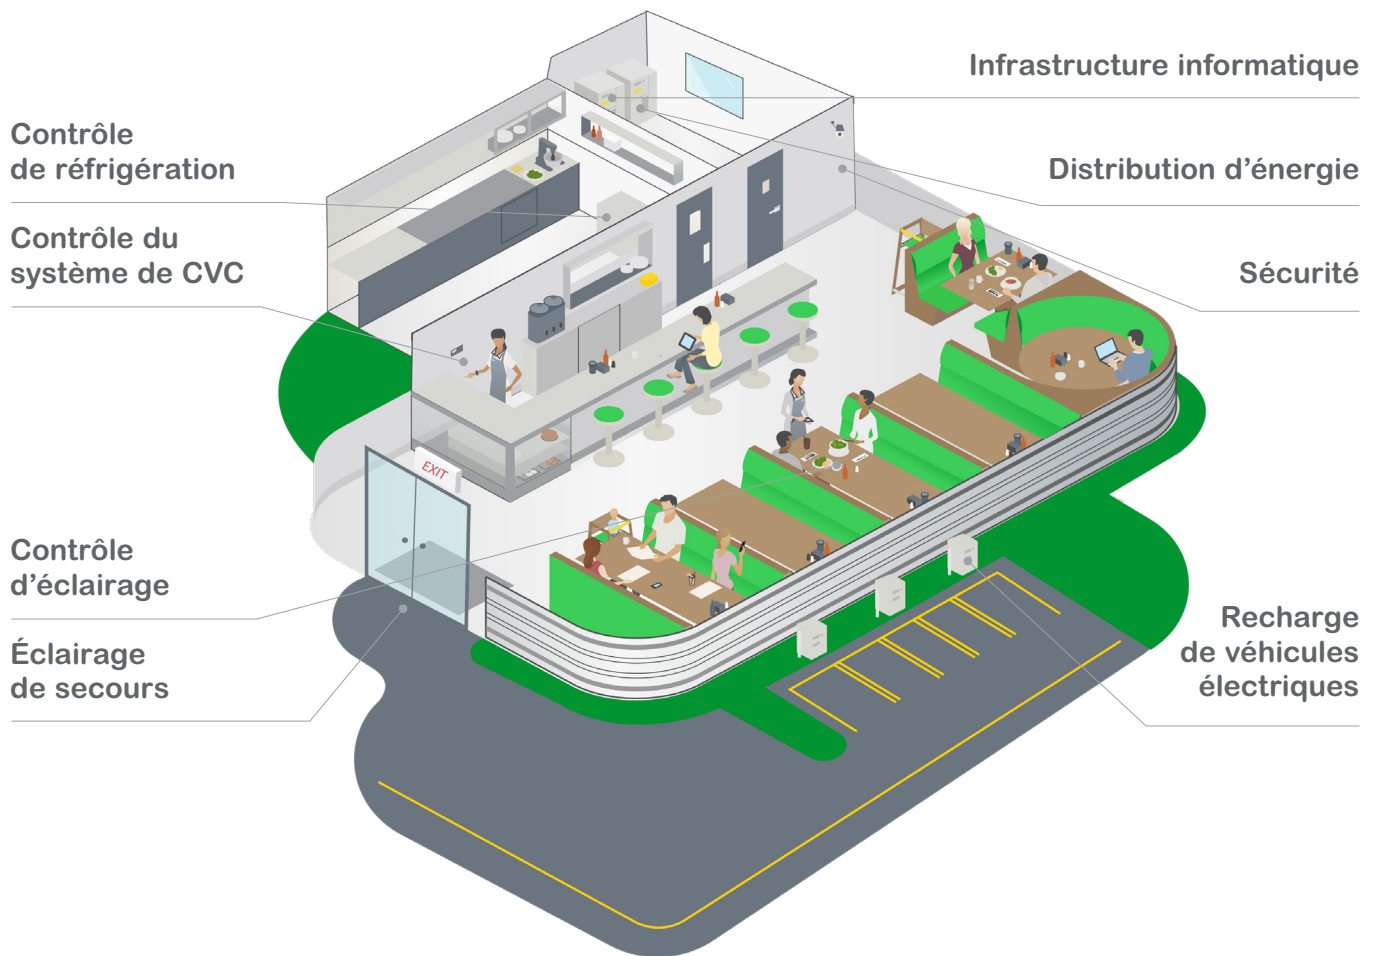 Infrastructure informatique
Contrôle
de réfrigération
Distribution d’énergie
Contrôle du
système de CVC
Sécurité
EXIT
Contrôle
d’éclairage
Éclairage
de secours
Recharge
de véhicules
électriques